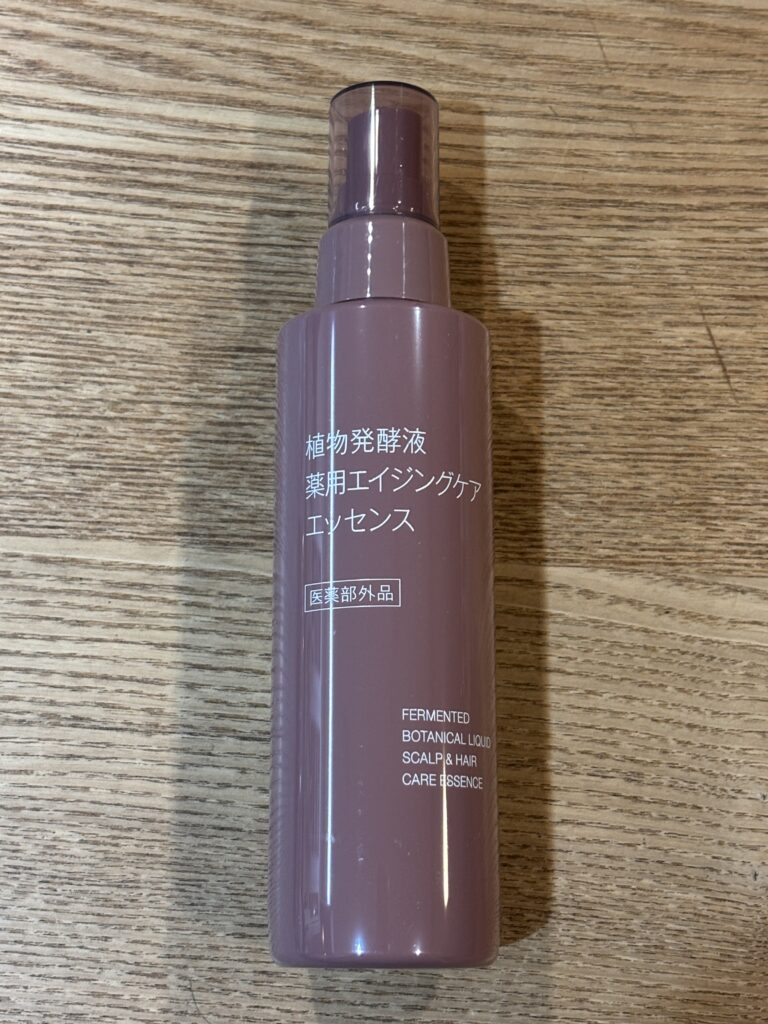 植物発酵液
薬用エイジングケア
エッセンス
医薬部外品
FERMENTED
BOTANICAL LIQUID
SCALP & HAIR
CARE ESSENCE